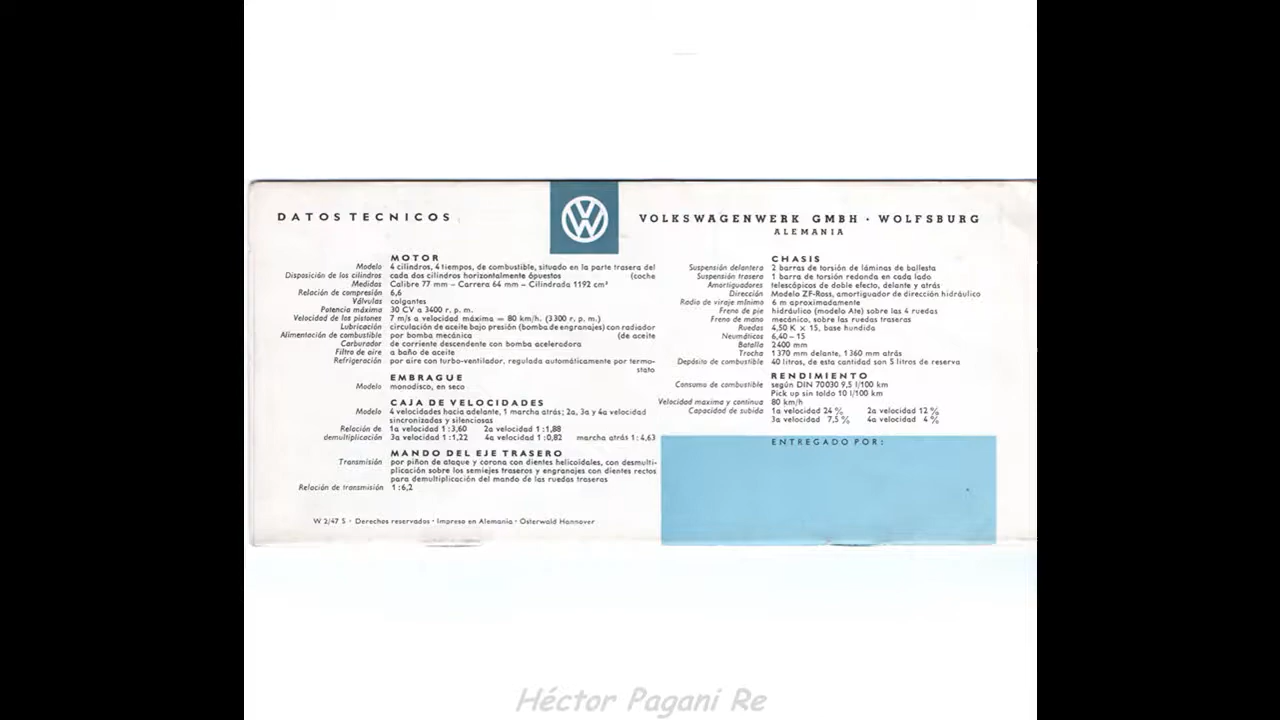 DATOS TECNICOS
VOLKSWAGENWERK GMBH · WOLFSBURG
ALEMANIA
MOTOR
Modelo 4 cilindros, 4 tiempos, de combustible, situado en la parte trasera del
Disposición de los cilindros cada dos cilindros horizontalmente opuestos (coche
Medidas Calibre 77 mm – Carrera 64 mm – Cilindrada 1192 cm³
Relación de compresión 6,6
Válvulas colgantes
Potencia máxima 30 CV a 3400 r. p. m.
Velocidad de los pistones 7 m/s a velocidad máxima = 80 km/h. (3300 r. p. m.)
Lubricación circulación de aceite bajo presión (bomba de engranajes) con radiador
Alimentación de combustible por bomba mecánica (de aceite
Carburador de corriente descendente con bomba aceleradora
Filtro de aire a baño de aceite
Refrigeración por aire con turbo-ventilador, regulada automáticamente por termo-
stato
EMBRAGUE
Modelo monodisco, en seco
CAJA DE VELOCIDADES
Modelo 4 velocidades hacia adelante, 1 marcha atrás; 2a, 3a y 4a velocidad
sincronizadas y silenciosas
Relación de 1a velocidad 1:3,60 2a velocidad 1:1,88
demultiplicación 3a velocidad 1:1,22 4a velocidad 1:0,82 marcha atrás 1:4,63
MANDO DEL EJE TRASERO
Transmisión por piñon de ataque y corona con dientes helicoidales, con desmulti-
plicación sobre los semiejes traseros y engranajes con dientes rectos
para demultiplicación del mando de las ruedas traseras
Relación de transmisión 1:6,2
W 2/47 S · Derechos reservados · Impreso en Alemania · Osterwald Hannover
CHASIS
Suspensión delantera 2 barras de torsión de láminas de ballesta
Suspensión trasera 1 barra de torsión redonda en cada lado
Amortiguadores telescópicos de doble efecto, delante y atrás
Dirección Modelo ZF-Ross, amortiguador de dirección hidráulico
Radio de viraje mínimo 6 m aproximadamente
Freno de pie hidráulico (modelo Ate) sobre las 4 ruedas
Freno de mano mecánico, sobre las ruedas traseras
Ruedas 4,50 K × 15, base hundida
Neumáticos 6,40 – 15
Batalla 2400 mm
Trocha 1370 mm delante, 1360 mm atrás
Depósito de combustible 40 litros, de esta cantidad son 5 litros de reserva
RENDIMIENTO
Consumo de combustible según DIN 70030 9,5 l/100 km
Pick up sin toldo 10 l/100 km
Velocidad maxima y continua 80 km/h
Capacidad de subida 1a velocidad 24 % 2a velocidad 12 %
3a velocidad 7,5 % 4a velocidad 4 %
ENTREGADO POR:
Héctor Pagani Re